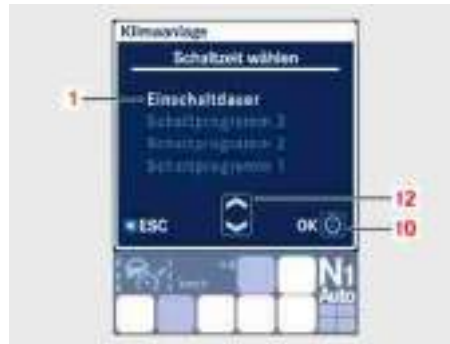 Klimaanlage
Schaltzeit wählen
1
Einschaltdauer
Schaltprogramm 3
Schaltprogramm 2
Schaltprogramm 1
12
ESC
OK
10
N1
Auto